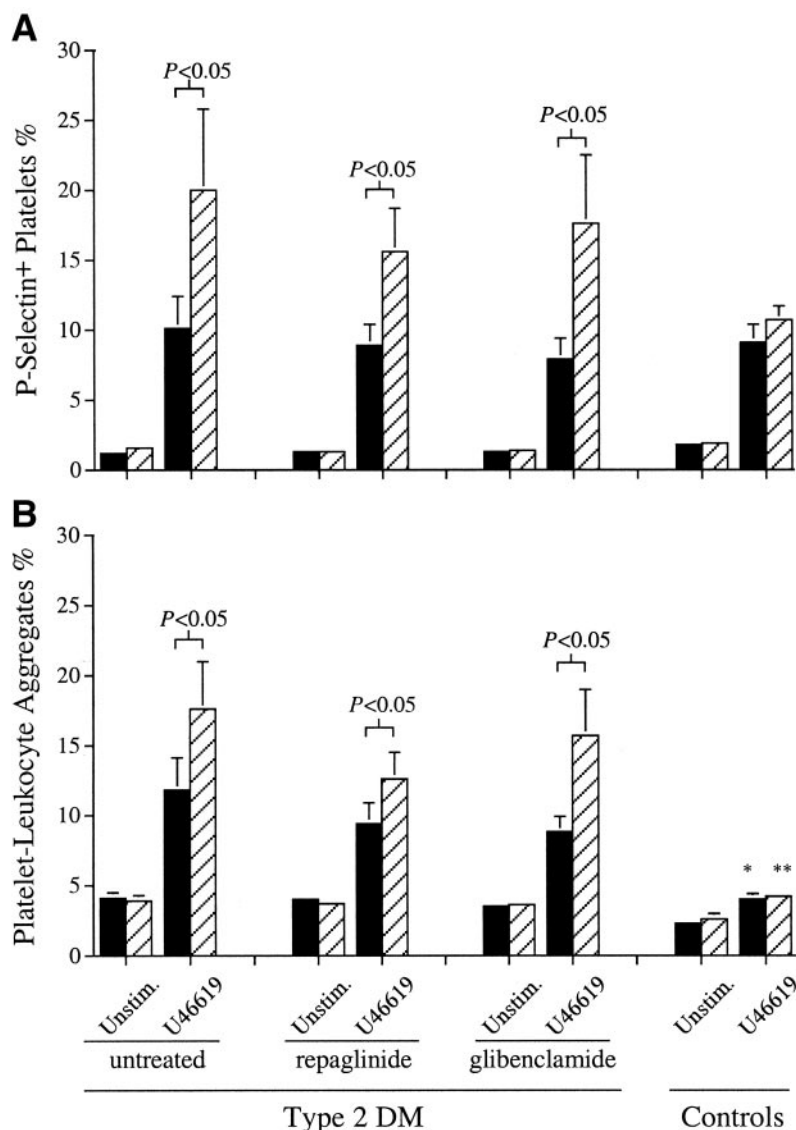 A
P-Selectin+ Platelets %
30
25
20
15
10
5
0
P<0.05
P<0.05
P<0.05
B
Platelet-Leukocyte Aggregates %
30
25
20
15
10
5
0
P<0.05
P<0.05
P<0.05
* **
Unstim. U46619 Unstim. U46619 Unstim. U46619 Unstim. U46619
untreated repaglinide glibenclamide
Type 2 DM Controls